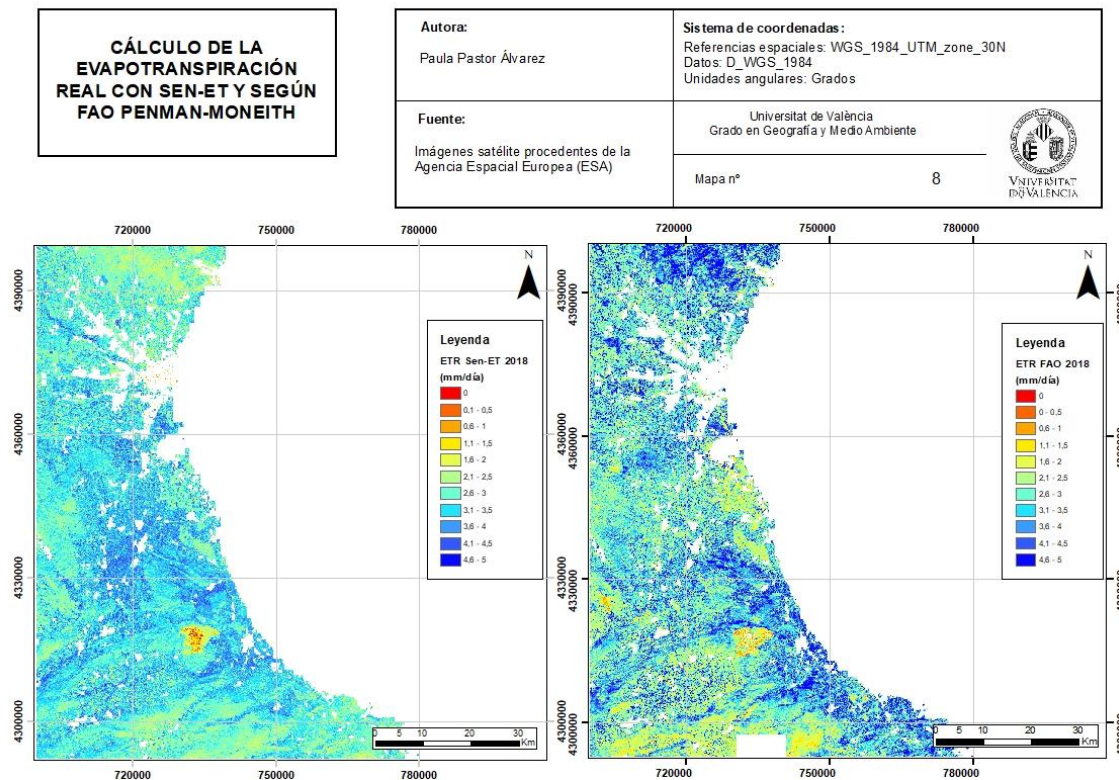 CÁLCULO DE LA
EVAPOTRANSPIRACIÓN
REAL CON SEN-ET Y SEGÚN
FAO PENMAN-MONEITH
Autora:
Paula Pastor Álvarez
Sistema de coordenadas:
Referencias espaciales: WGS_1984_UTM_zone_30N
Datos: D_WGS_1984
Unidades angulares: Grados
Fuente:
Imágenes satélite procedentes de la
Agencia Espacial Europea (ESA)
Universitat de València
Grado en Geografía y Medio Ambiente
Mapa nº 8
VNIVERSITAT
DE VALÈNCIA
720000 750000 780000
4390000
4360000
4330000
4300000
N
Leyenda
ETR Sen-ET 2018
(mm/día)
0
0,1 - 0,5
0,6 - 1
1,1 - 1,5
1,6 - 2
2,1 - 2,5
2,6 - 3
3,1 - 3,5
3,6 - 4
4,1 - 4,5
4,6 - 5
0 5 10 20 30
Km
720000 750000 780000
720000 750000 780000
4390000
4360000
4330000
4300000
N
Leyenda
ETR FAO 2018
(mm/día)
0
0 - 0,5
0,6 - 1
1,1 - 1,5
1,6 - 2
2,1 - 2,5
2,6 - 3
3,1 - 3,5
3,6 - 4
4,1 - 4,5
4,6 - 5
0 5 10 20 30
Km
720000 750000 780000